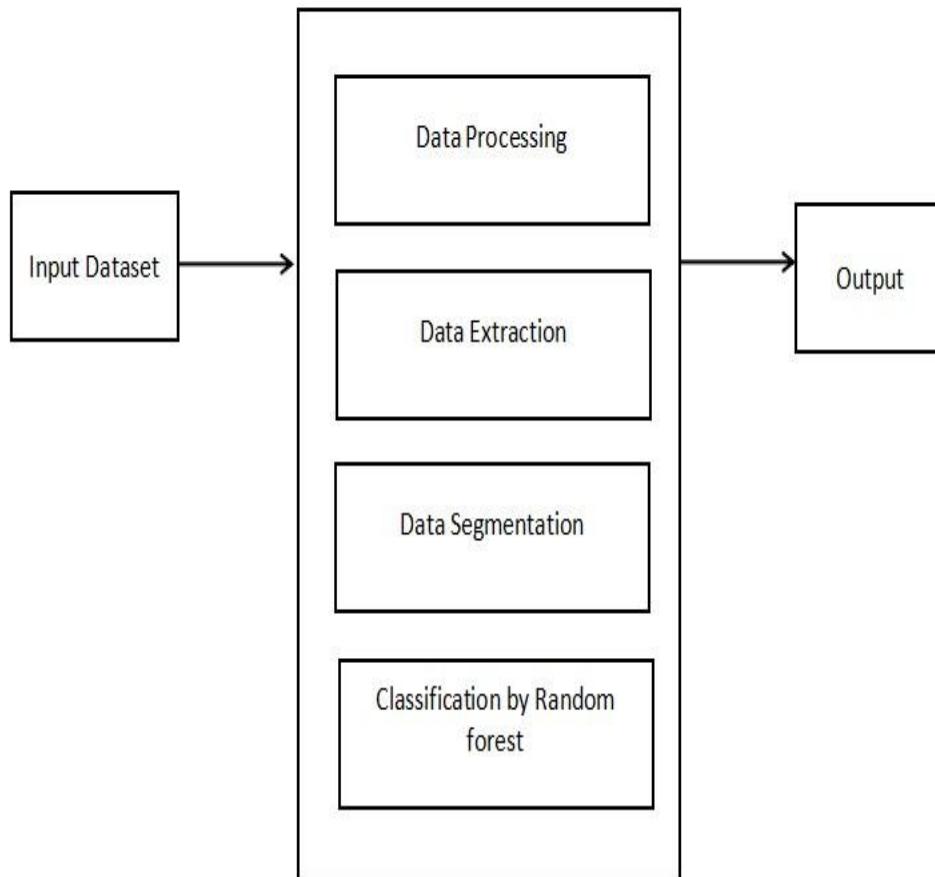 Input Dataset
Data Processing
Data Extraction
Data Segmentation
Classification by Random
forest
Output